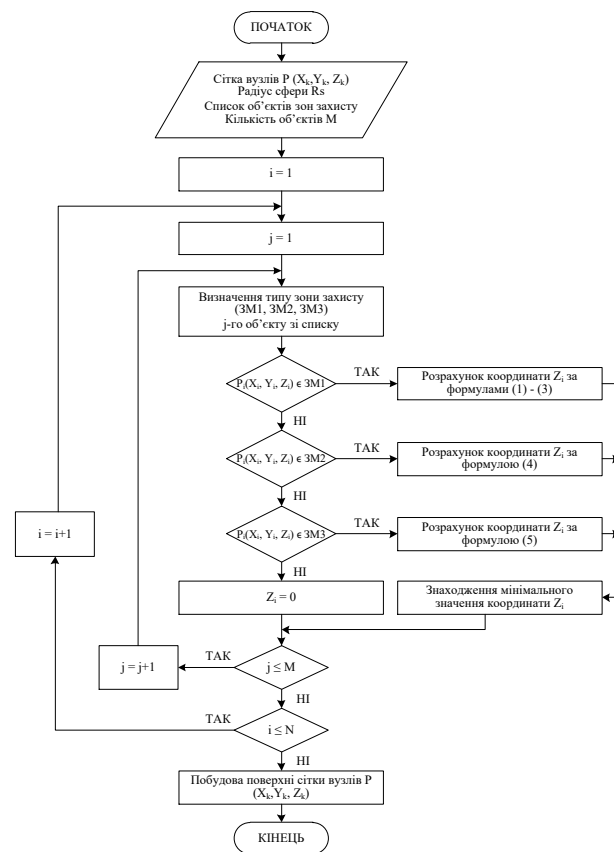 ПОЧАТОК
Сітка вузлів P (Xk,Yk, Zk)
Радіус сфери Rs
Список об’єктів зон захисту
Кількість об’єктів M
i = 1
j = 1
Визначення типу зони захисту
(ЗМ1, ЗМ2, ЗМ3)
j-го об’єкту зі списку
Pi(Xi, Yi, Zi) є ЗМ1
ТАК
Розрахунок координати Zi за
формулами (1) - (3)
НІ
Pi(Xi, Yi, Zi) є ЗМ2
ТАК
Розрахунок координати Zi за
формулою (4)
НІ
Pi(Xi, Yi, Zi) є ЗМ3
ТАК
Розрахунок координати Zi за
формулою (5)
i = i+1
НІ
Zi = 0
Знаходження мінімального
значення координати Zi
j = j+1
ТАК
j ≤ M
НІ
ТАК
i ≤ N
НІ
Побудова поверхні сітки вузлів P
(Xk,Yk, Zk)
КІНЕЦЬ